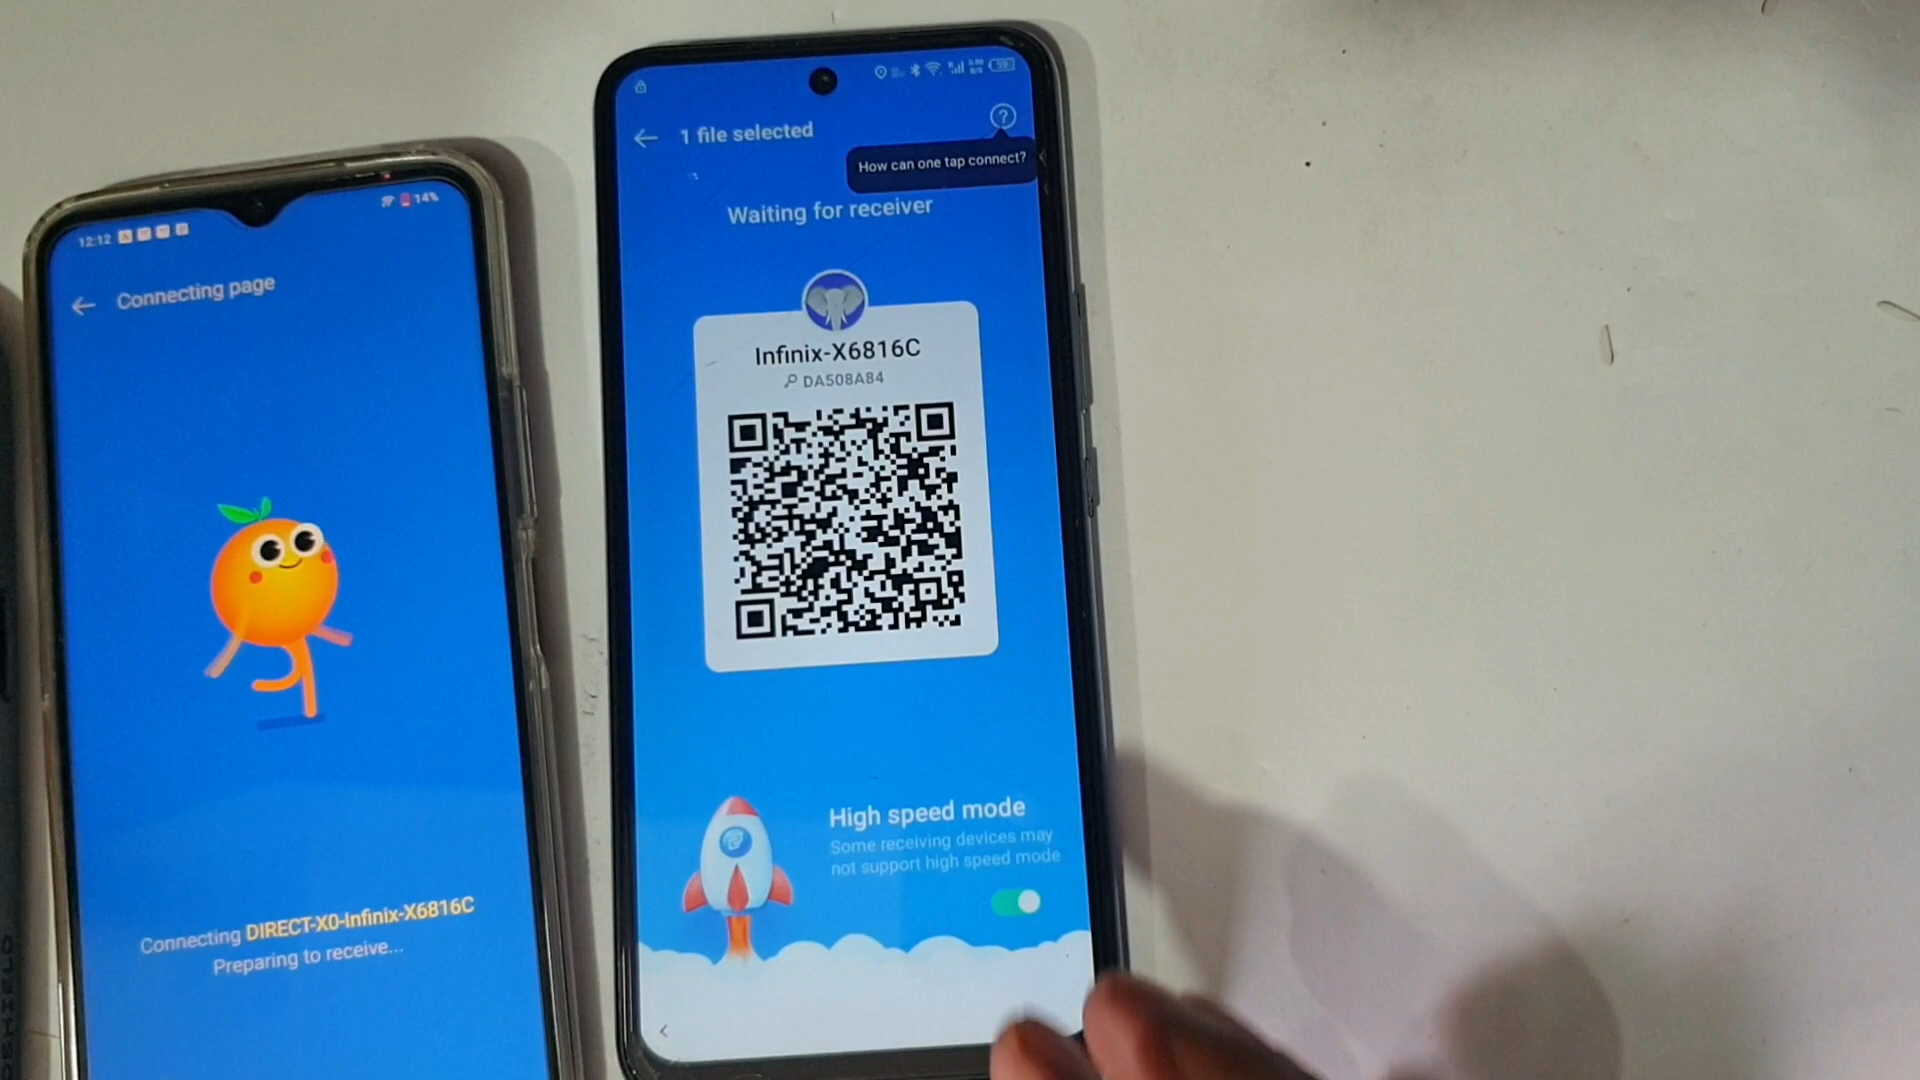 12:12
14%
Connecting page
Connecting DIRECT-X0-Infinix-X6816C
Preparing to receive...
1 file selected
?
How can one tap connect?
Waiting for receiver
Infinix-X6816C
DA508A84
High speed mode
Some receiving devices may
not support high speed mode